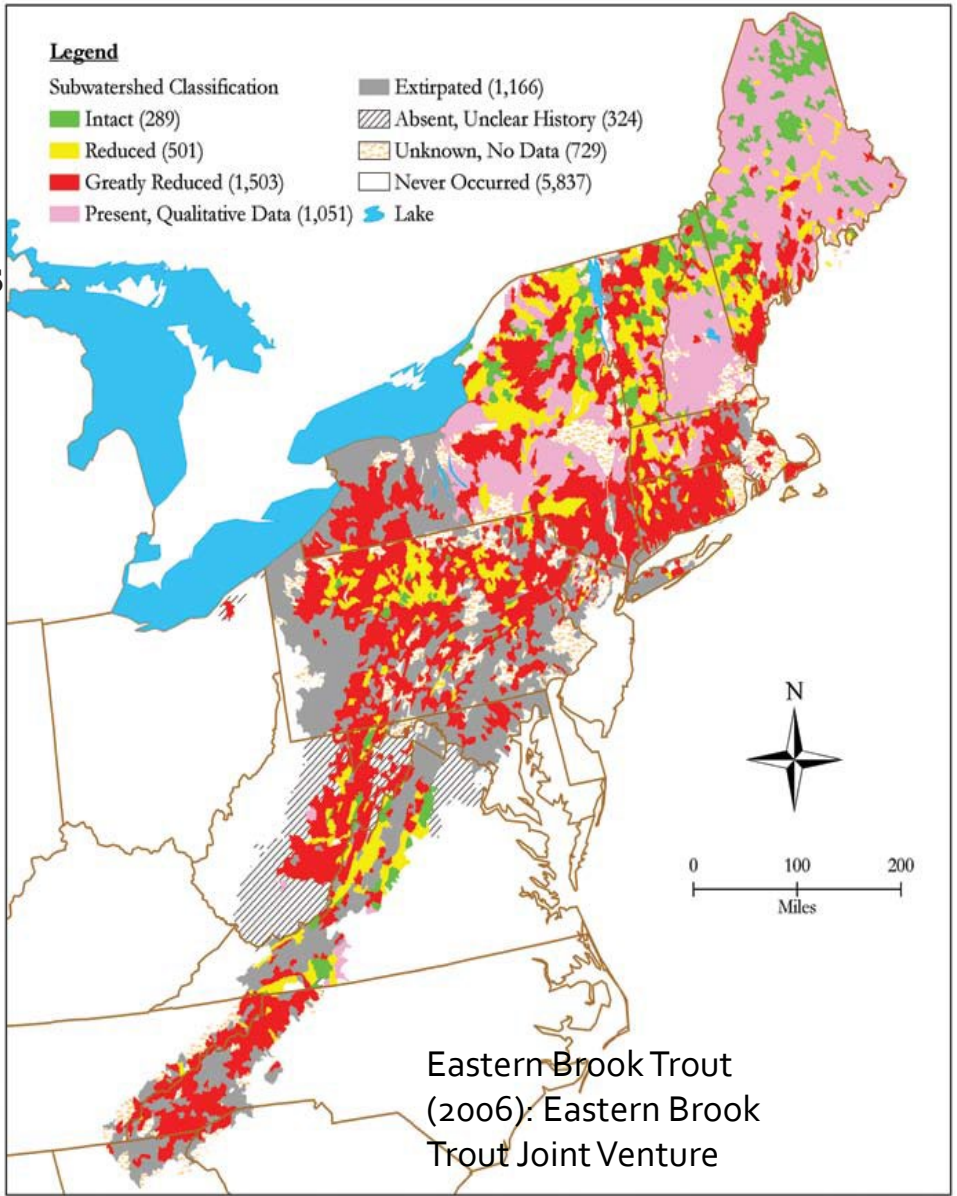 Legend
Subwatershed Classification
Intact (289)
Reduced (501)
Greatly Reduced (1,503)
Present, Qualitative Data (1,051)
Extirpated (1,166)
Absent, Unclear History (324)
Unknown, No Data (729)
Never Occurred (5,837)
Lake
N
0 100 200
Miles
Eastern Brook Trout
(2006): Eastern Brook
Trout Joint Venture